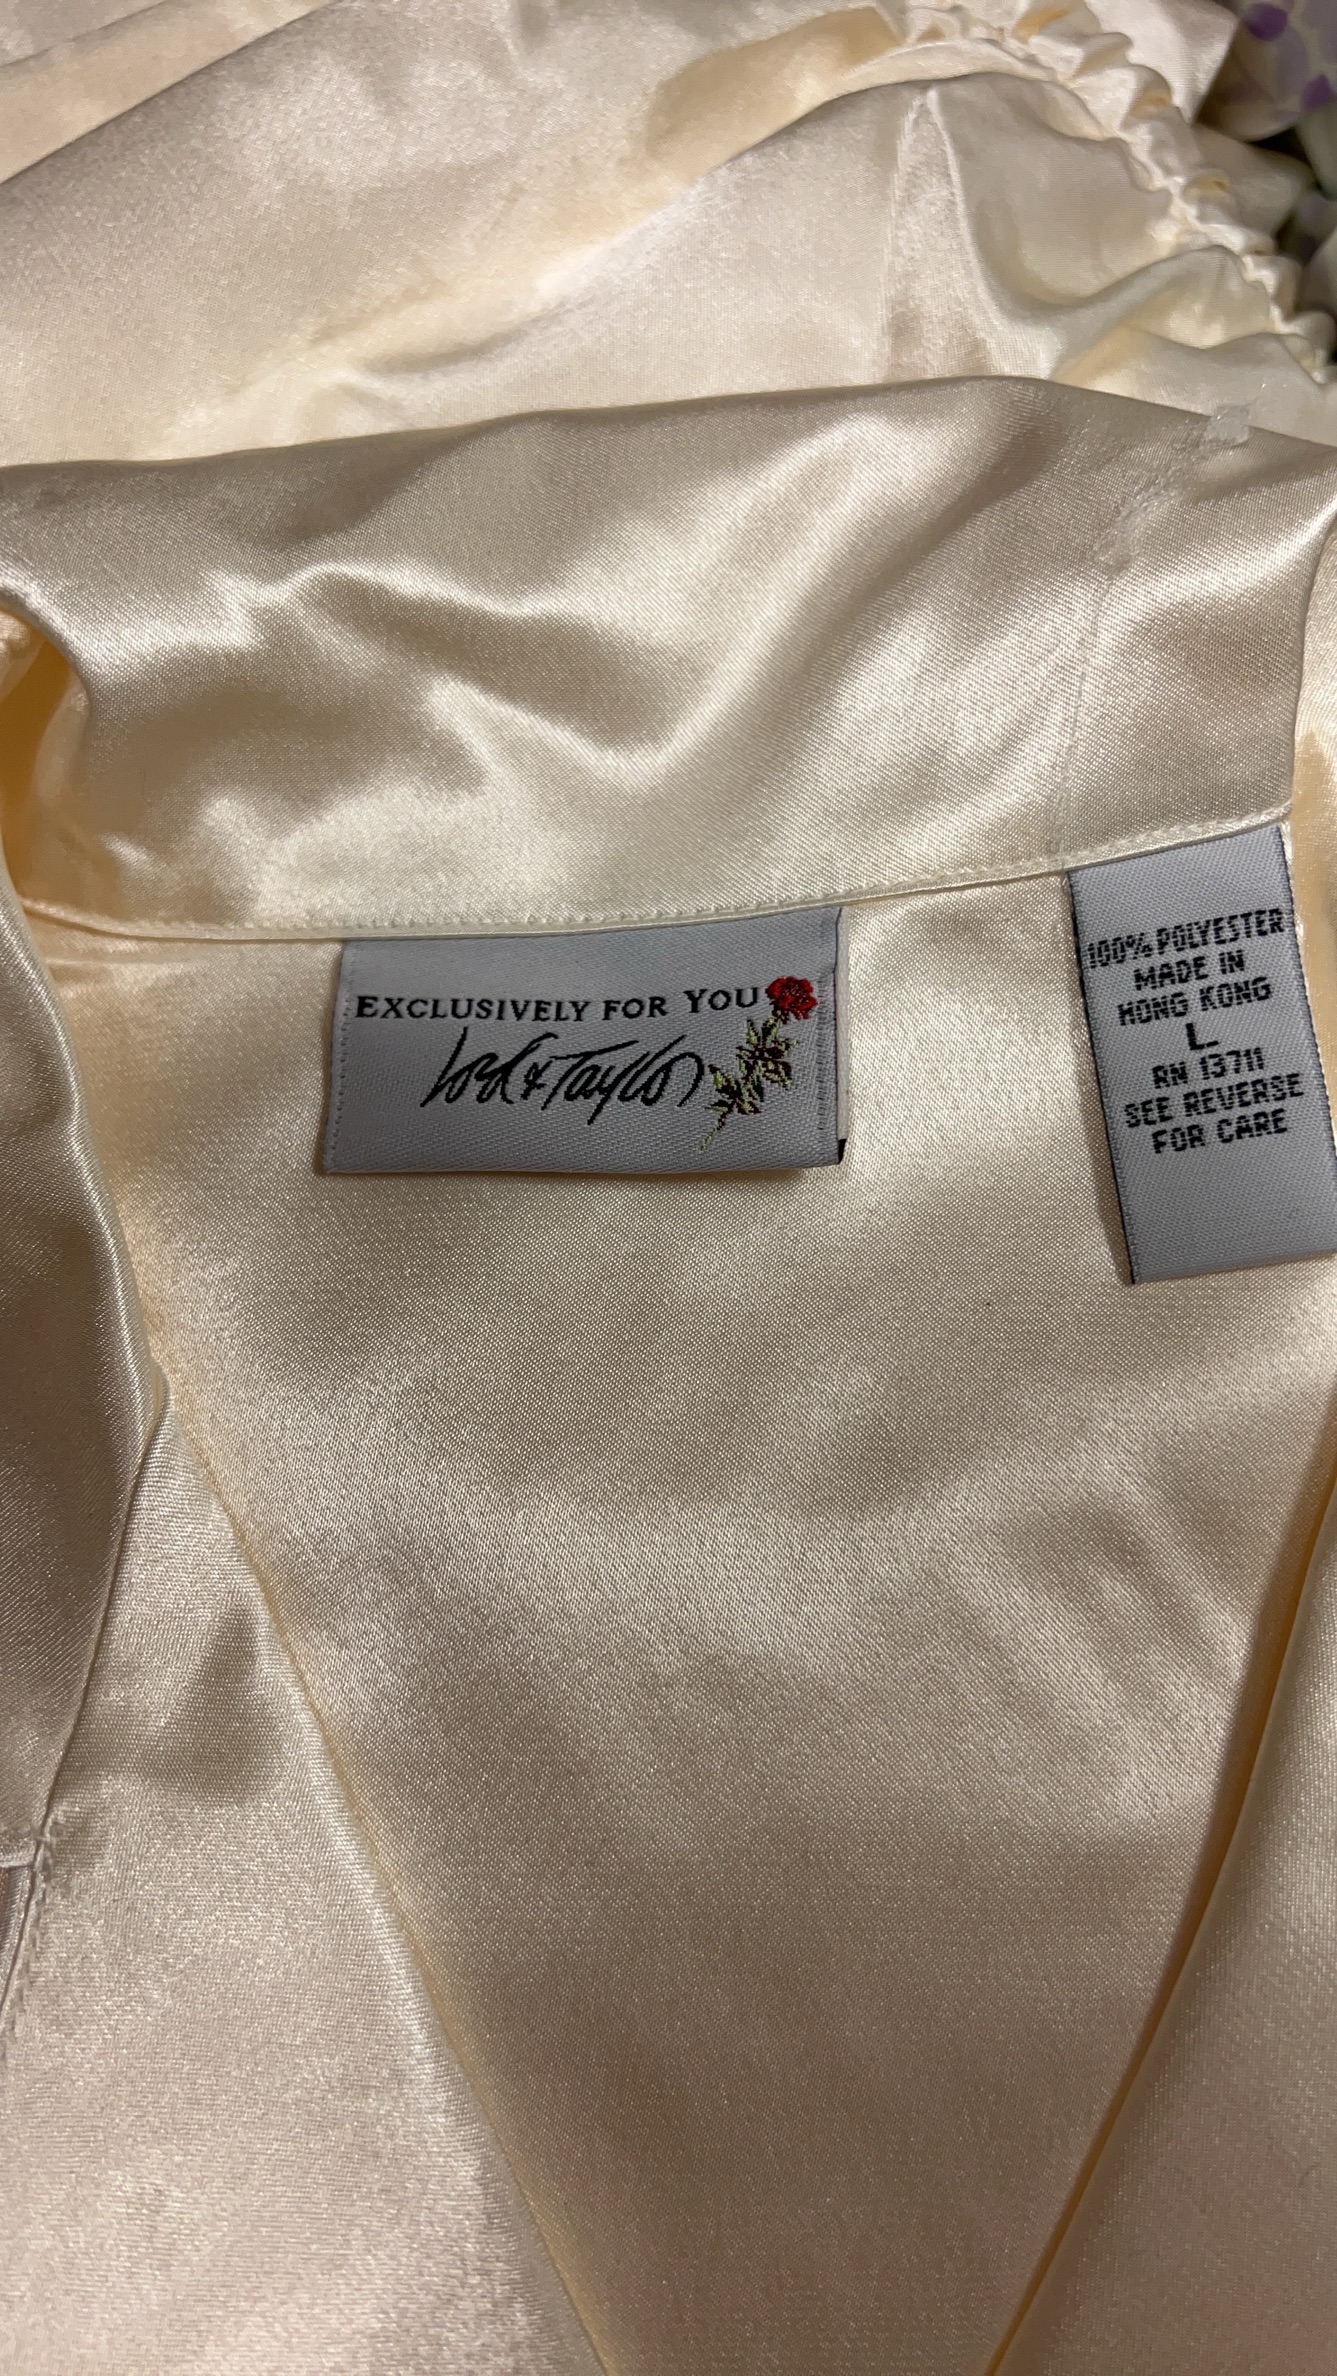 EXCLUSIVELY FOR YOU
Lord & Taylor
100% POLYESTER
MADE IN
HONG KONG
L
RN 13711
SEE REVERSE
FOR CARE